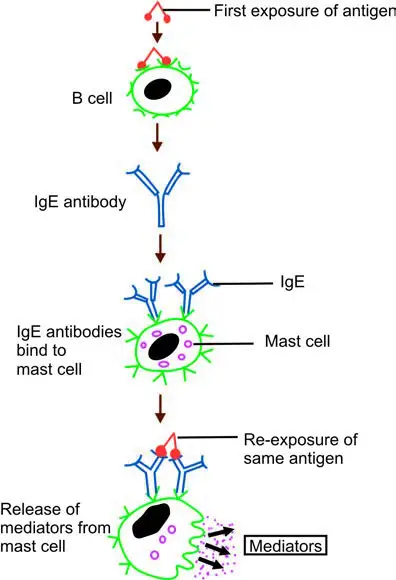 First exposure of antigen
B cell
IgE antibody
IgE
IgE antibodies
bind to
mast cell
Mast cell
Re-exposure of
same antigen
Release of
mediators from
mast cell
Mediators